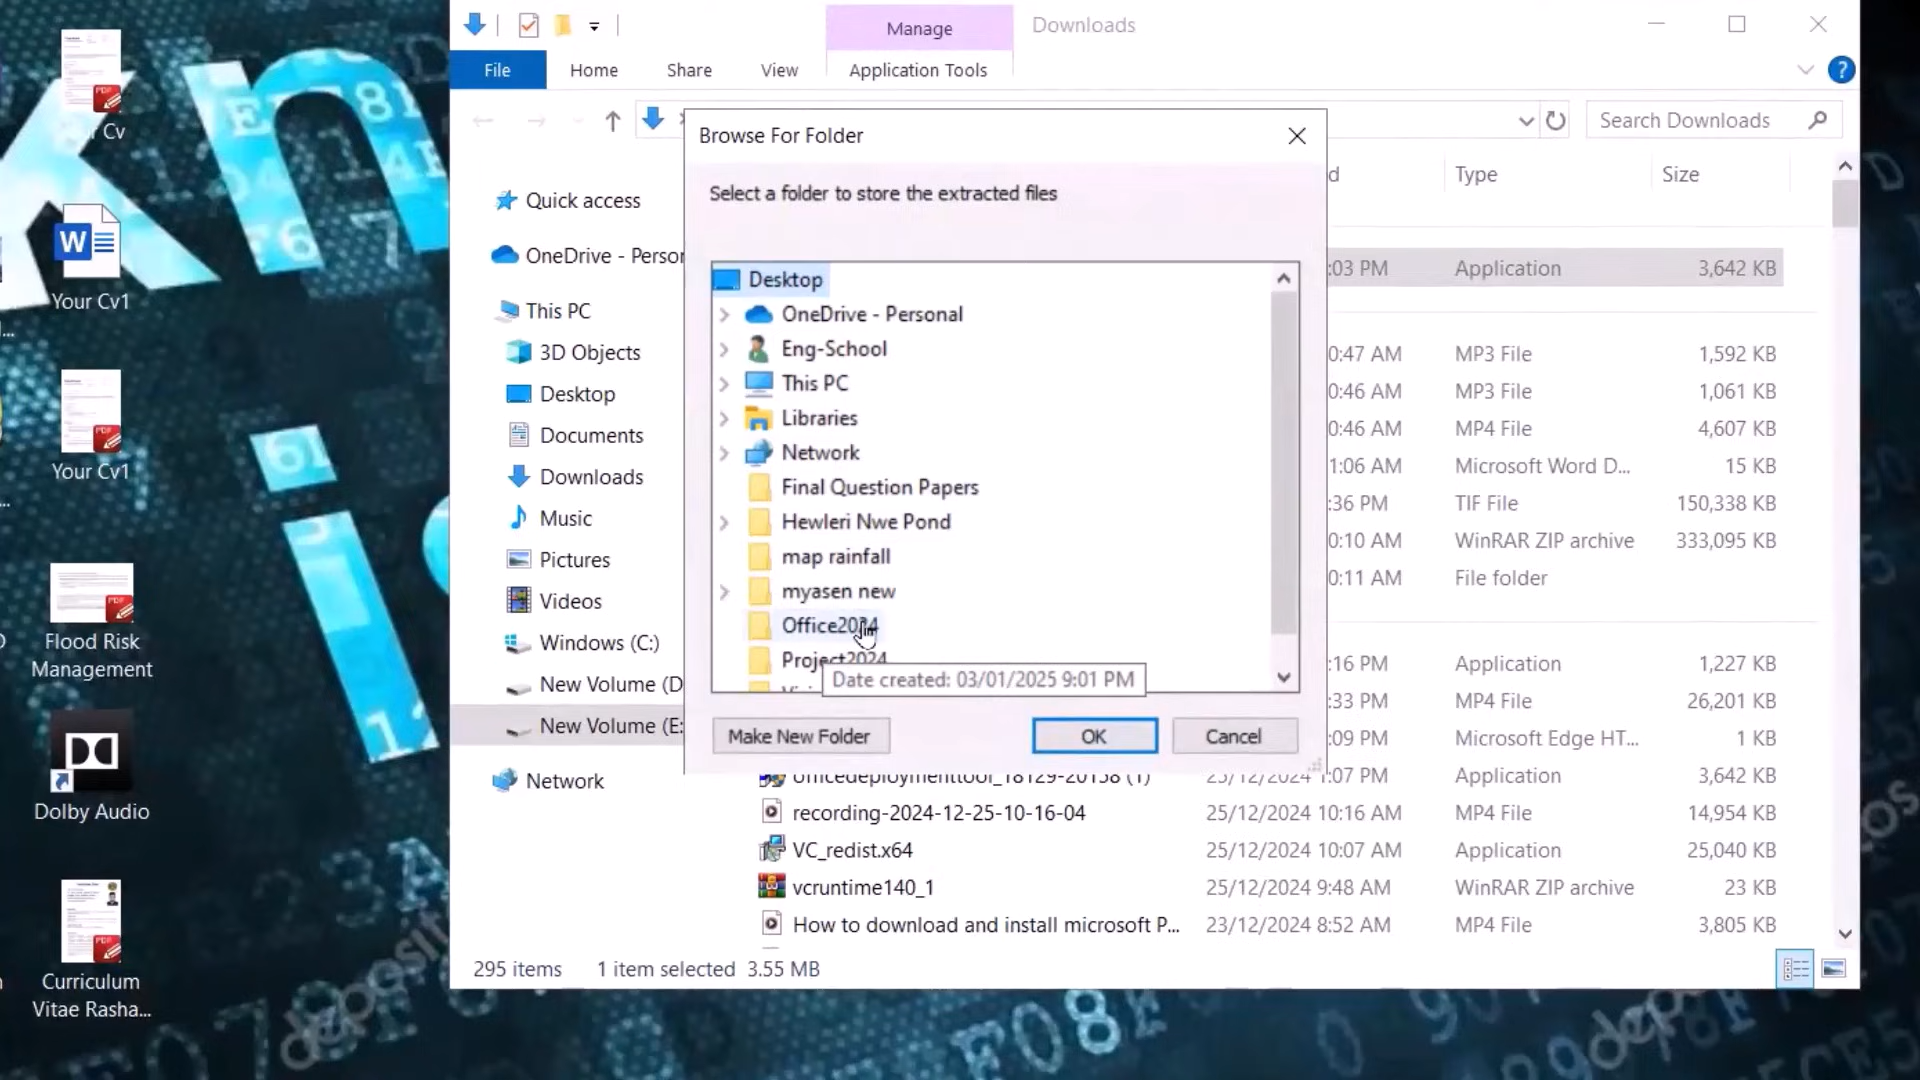 Your Cv
Your Cv1
Your Cv1
Flood Risk
Management
Dolby Audio
Curriculum
Vitae Rasha...
Manage
Downloads
File
Home
Share
View
Application Tools
Search Downloads
Quick access
OneDrive - Person
This PC
3D Objects
Desktop
Documents
Downloads
Music
Pictures
Videos
Windows (C:)
New Volume (D
New Volume (E:
Network
Browse For Folder
Select a folder to store the extracted files
Desktop
OneDrive - Personal
Eng-School
This PC
Libraries
Network
Final Question Papers
Hewleri Nwe Pond
map rainfall
myasen new
Office2024
Project2024
Date created: 03/01/2025 9:01 PM
Make New Folder
OK
Cancel
d
Type
Size
:03 PM Application 3,642 KB
0:47 AM MP3 File 1,592 KB
0:46 AM MP3 File 1,061 KB
0:46 AM MP4 File 4,607 KB
1:06 AM Microsoft Word D... 15 KB
:36 PM TIF File 150,338 KB
0:10 AM WinRAR ZIP archive 333,095 KB
0:11 AM File folder
:16 PM Application 1,227 KB
:33 PM Application 26,201 KB
:09 PM Microsoft Edge HT... 1 KB
officedeploymenttool_18129-20158 (1) 25/12/2024 1:07 PM Application 3,642 KB
recording-2024-12-25-10-16-04 25/12/2024 10:16 AM MP4 File 14,954 KB
VC_redist.x64 25/12/2024 10:07 AM Application 25,040 KB
vcruntime140_1 25/12/2024 9:48 AM WinRAR ZIP archive 23 KB
How to download and install microsoft P... 23/12/2024 8:52 AM MP4 File 3,805 KB
295 items 1 item selected 3.55 MB